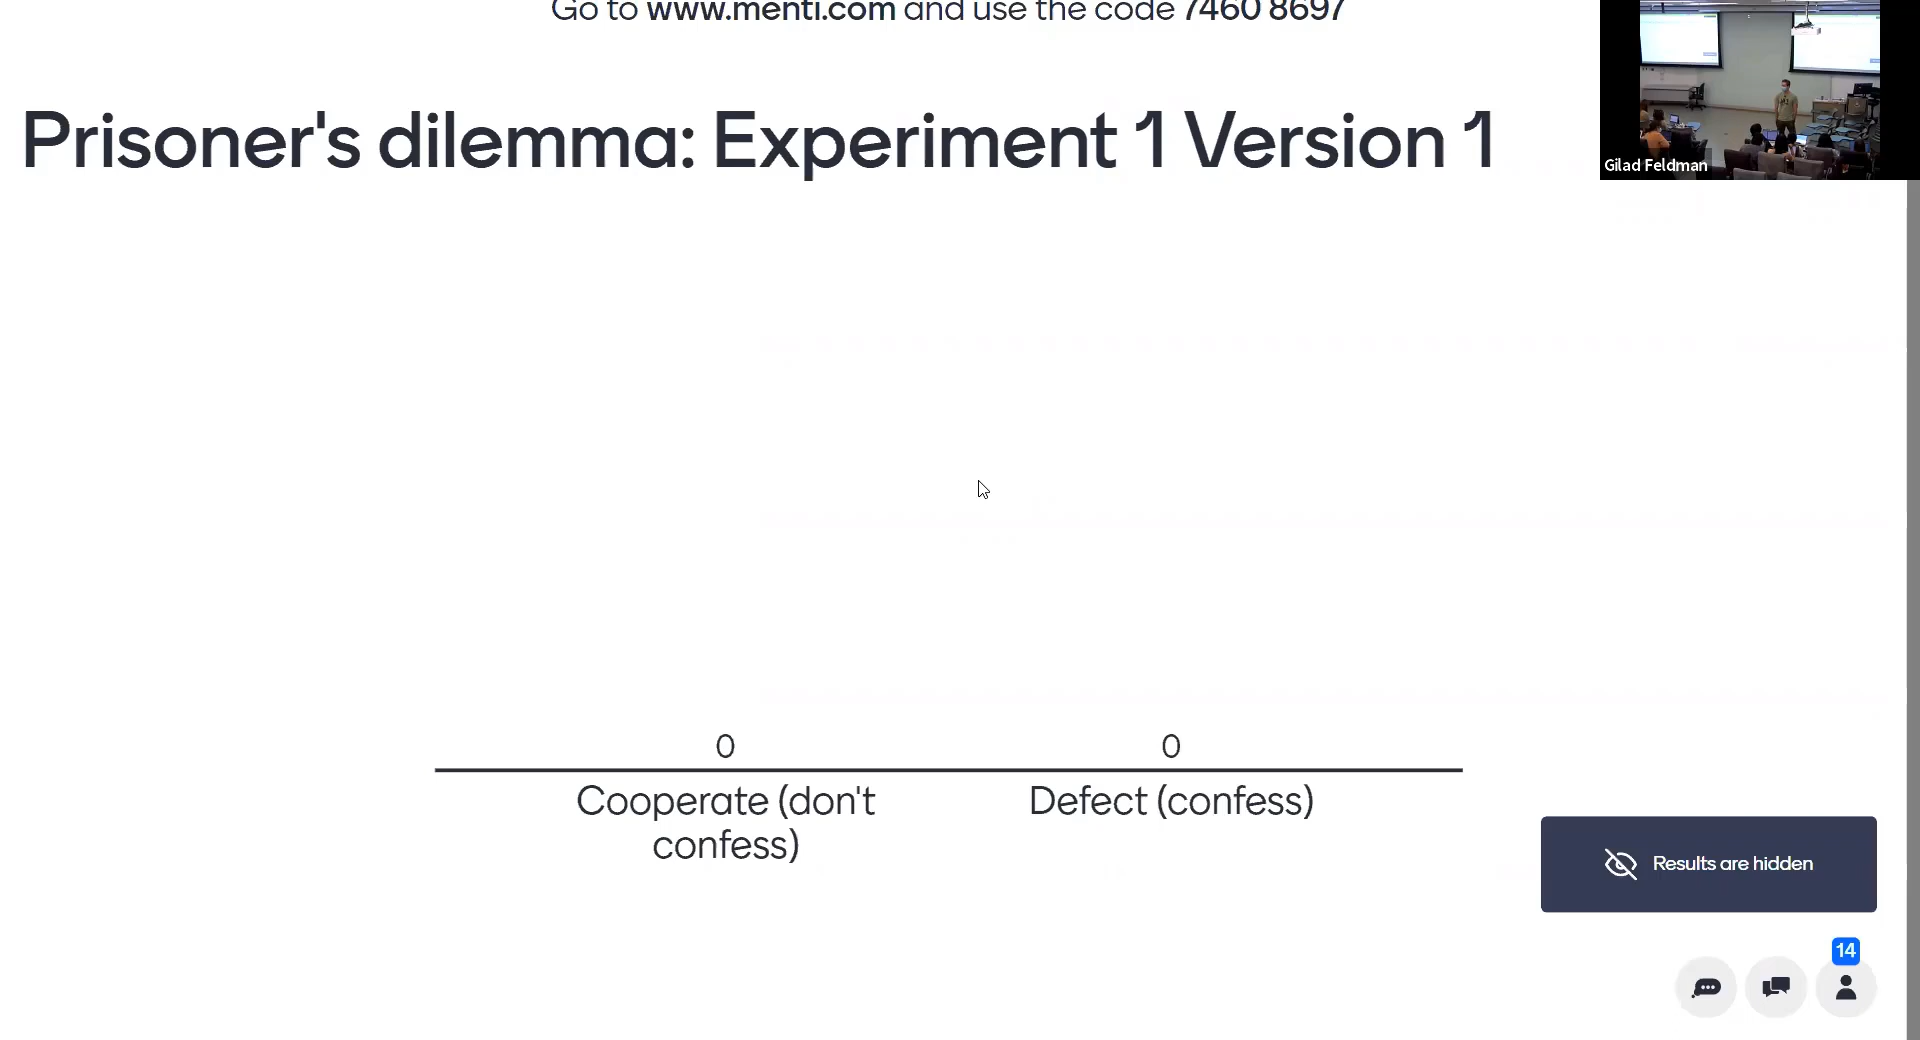 Go to www.menti.com and use the code 7460 8697
Prisoner's dilemma: Experiment 1 Version 1
Gilad Feldman
0
0
Cooperate (don't
confess)
Defect (confess)
Results are hidden
14